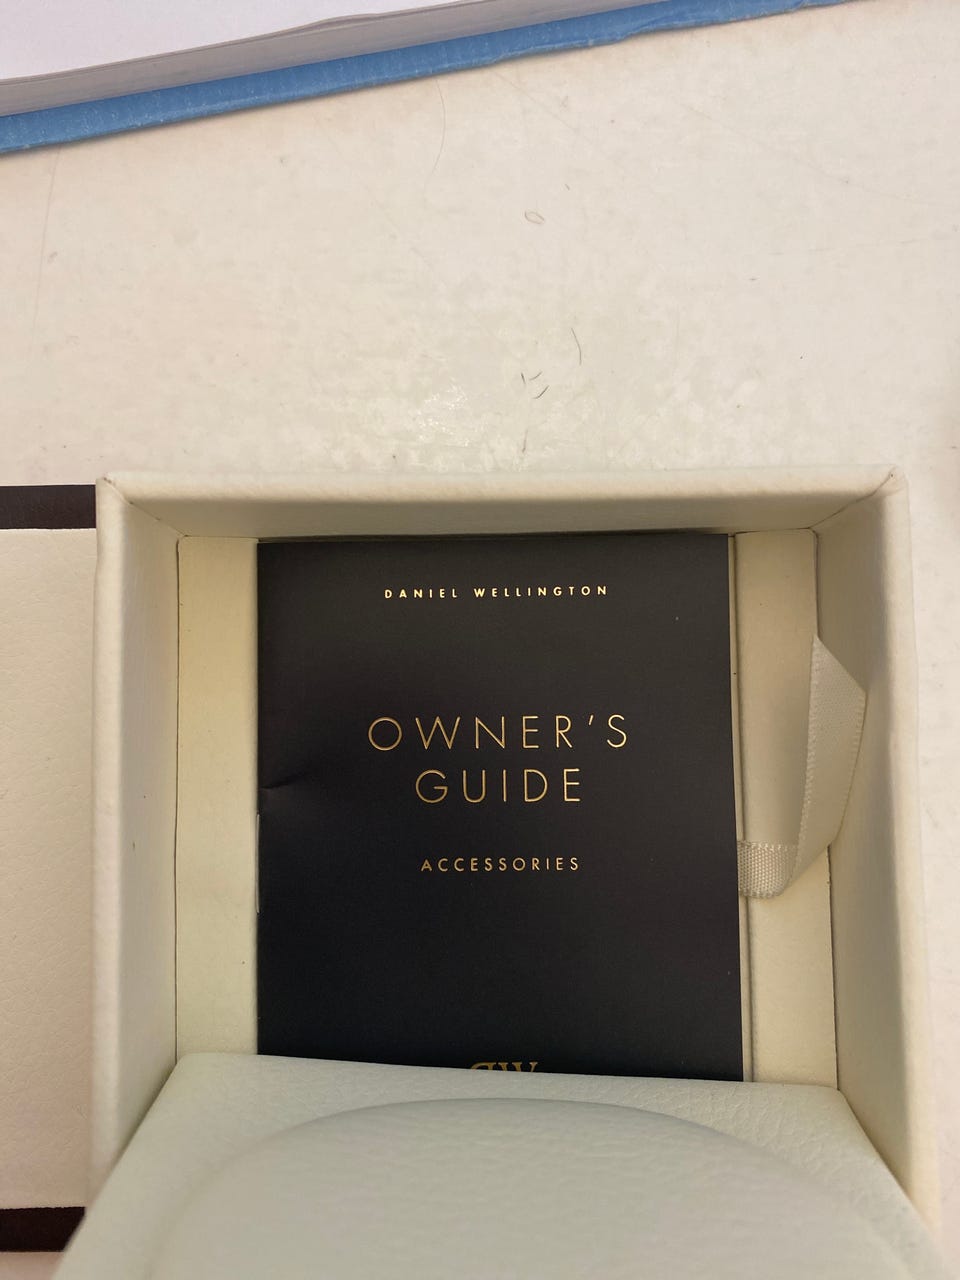 DANIEL WELLINGTON
OWNER'S
GUIDE
ACCESSORIES